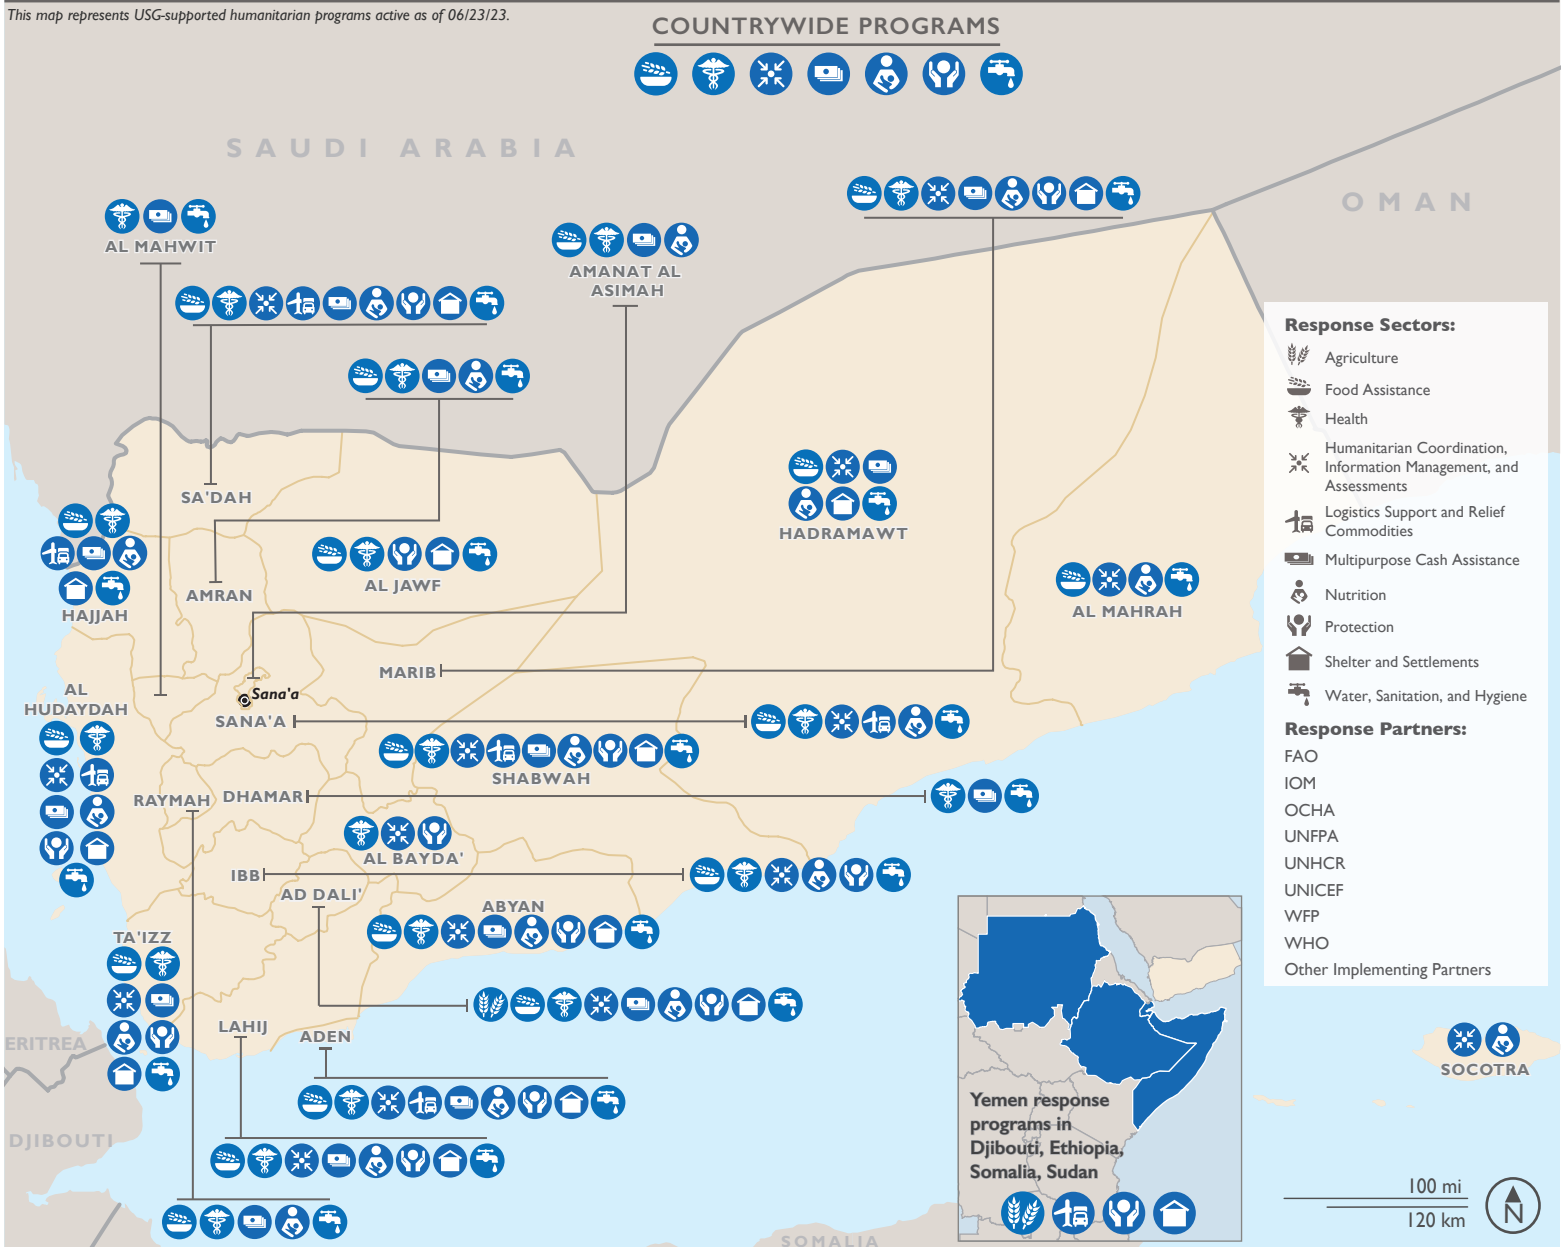 This map represents USG-supported humanitarian programs active as of 06/23/23.
COUNTRYWIDE PROGRAMS
SAUDI ARABIA
OMAN
AL MAHWIT
AMANAT AL
ASIMAH
SA'DAH
HADRAMAWT
AL JAWF
AMRAN
HAJJAH
AL MAHRAH
MARIB
AL
HUDAYDAH
Sana'a
SANA'A
SHABWAH
RAYMAH
DHAMAR
AL BAYDA'
IBB
AD DALI'
ABYAN
TA'IZZ
LAHIJ
ADEN
ERITREA
DJIBOUTI
SOMALIA
SOCOTRA
Response Sectors:
Agriculture
Food Assistance
Health
Humanitarian Coordination,
Information Management, and
Assessments
Logistics Support and Relief
Commodities
Multipurpose Cash Assistance
Nutrition
Protection
Shelter and Settlements
Water, Sanitation, and Hygiene
Response Partners:
FAO
IOM
OCHA
UNFPA
UNHCR
UNICEF
WFP
WHO
Other Implementing Partners
Yemen response
programs in
Djibouti, Ethiopia,
Somalia, Sudan
100 mi
120 km
N